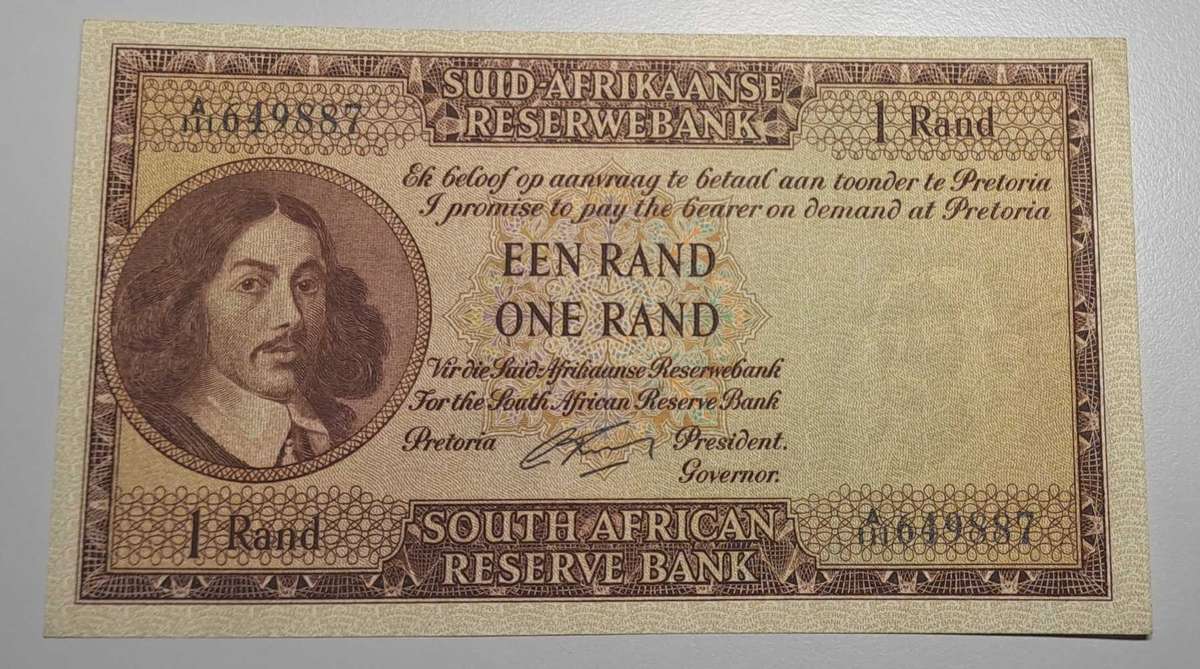 SUID-AFRIKAANSE
RESERWEBANK
A/111 649887
1 Rand
Ek beloof op aanvraag te betaal aan toonder te Pretoria
I promise to pay the bearer on demand at Pretoria
EEN RAND
ONE RAND
Vir die Suid-Afrikaanse Reserwebank
For the South African Reserve Bank
Pretoria
President.
Governor.
1 Rand
SOUTH AFRICAN
RESERVE BANK
A/111 649887